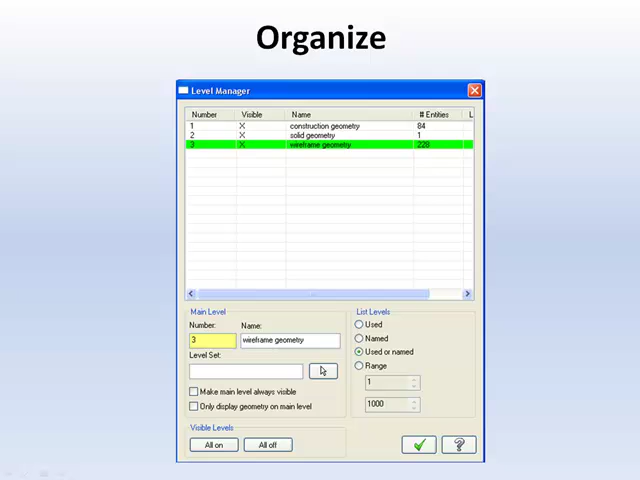 Organize
Level Manager
Number Visible Name # Entities L
1 X construction geometry 84
2 X solid geometry 1
3 X wireframe geometry 228
Main Level
Number: Name:
3 wireframe geometry
Level Set:
Make main level always visible
Only display geometry on main level
Visible Levels
All on All off
List Levels
Used
Named
Used or named
Range
1
1000